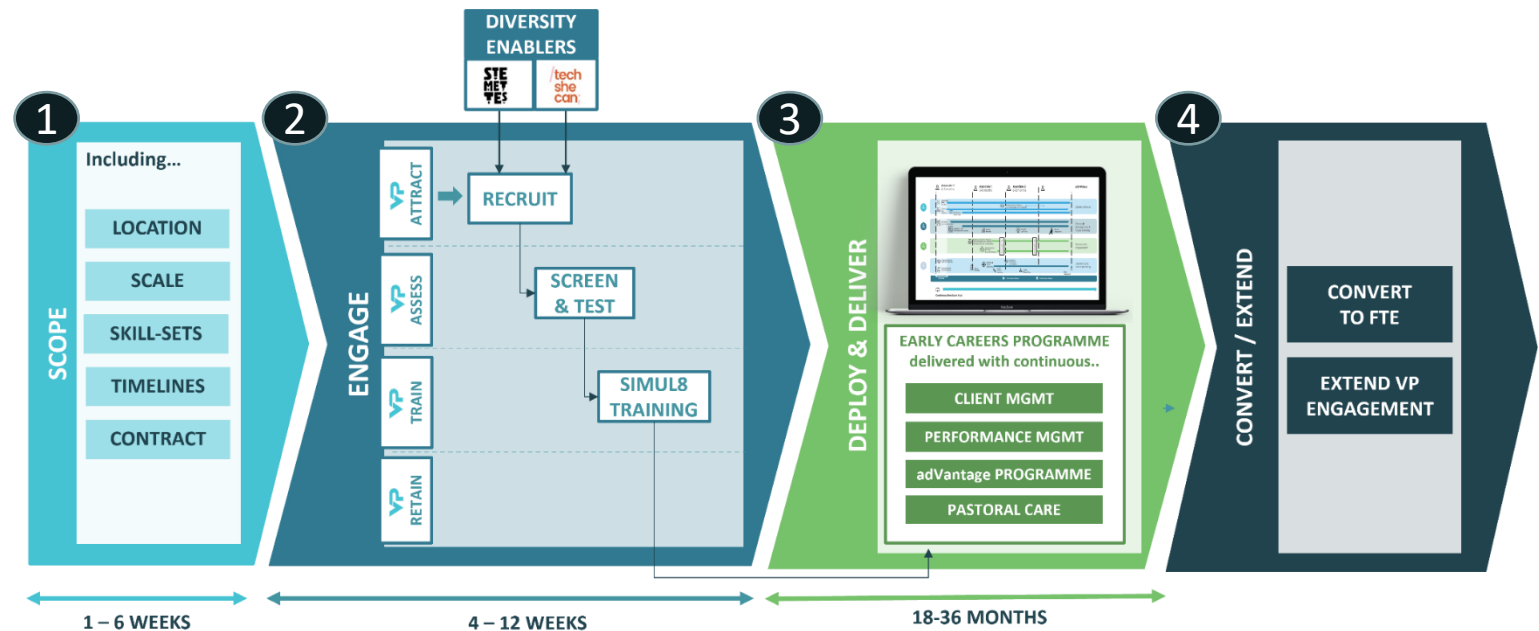 DIVERSITY
ENABLERS
STE
MET
TES
/tech
she
can
1
2
3
4
SCOPE
Including...
LOCATION
SCALE
SKILL-SETS
TIMELINES
CONTRACT
ENGAGE
VP ATTRACT
VP ASSESS
VP TRAIN
VP RETAIN
RECRUIT
SCREEN
& TEST
SIMUL8
TRAINING
DEPLOY & DELIVER
EARLY CAREERS PROGRAMME
delivered with continuous..
CLIENT MGMT
PERFORMANCE MGMT
adVantage PROGRAMME
PASTORAL CARE
CONVERT / EXTEND
CONVERT
TO FTE
EXTEND VP
ENGAGEMENT
1 – 6 WEEKS
4 – 12 WEEKS
18-36 MONTHS